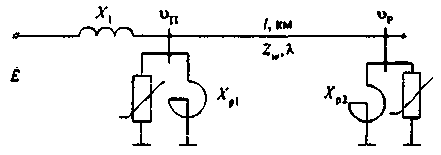 X₁
υП
l, км
υР
Zw, λ
Ė
Xр1
Xр2